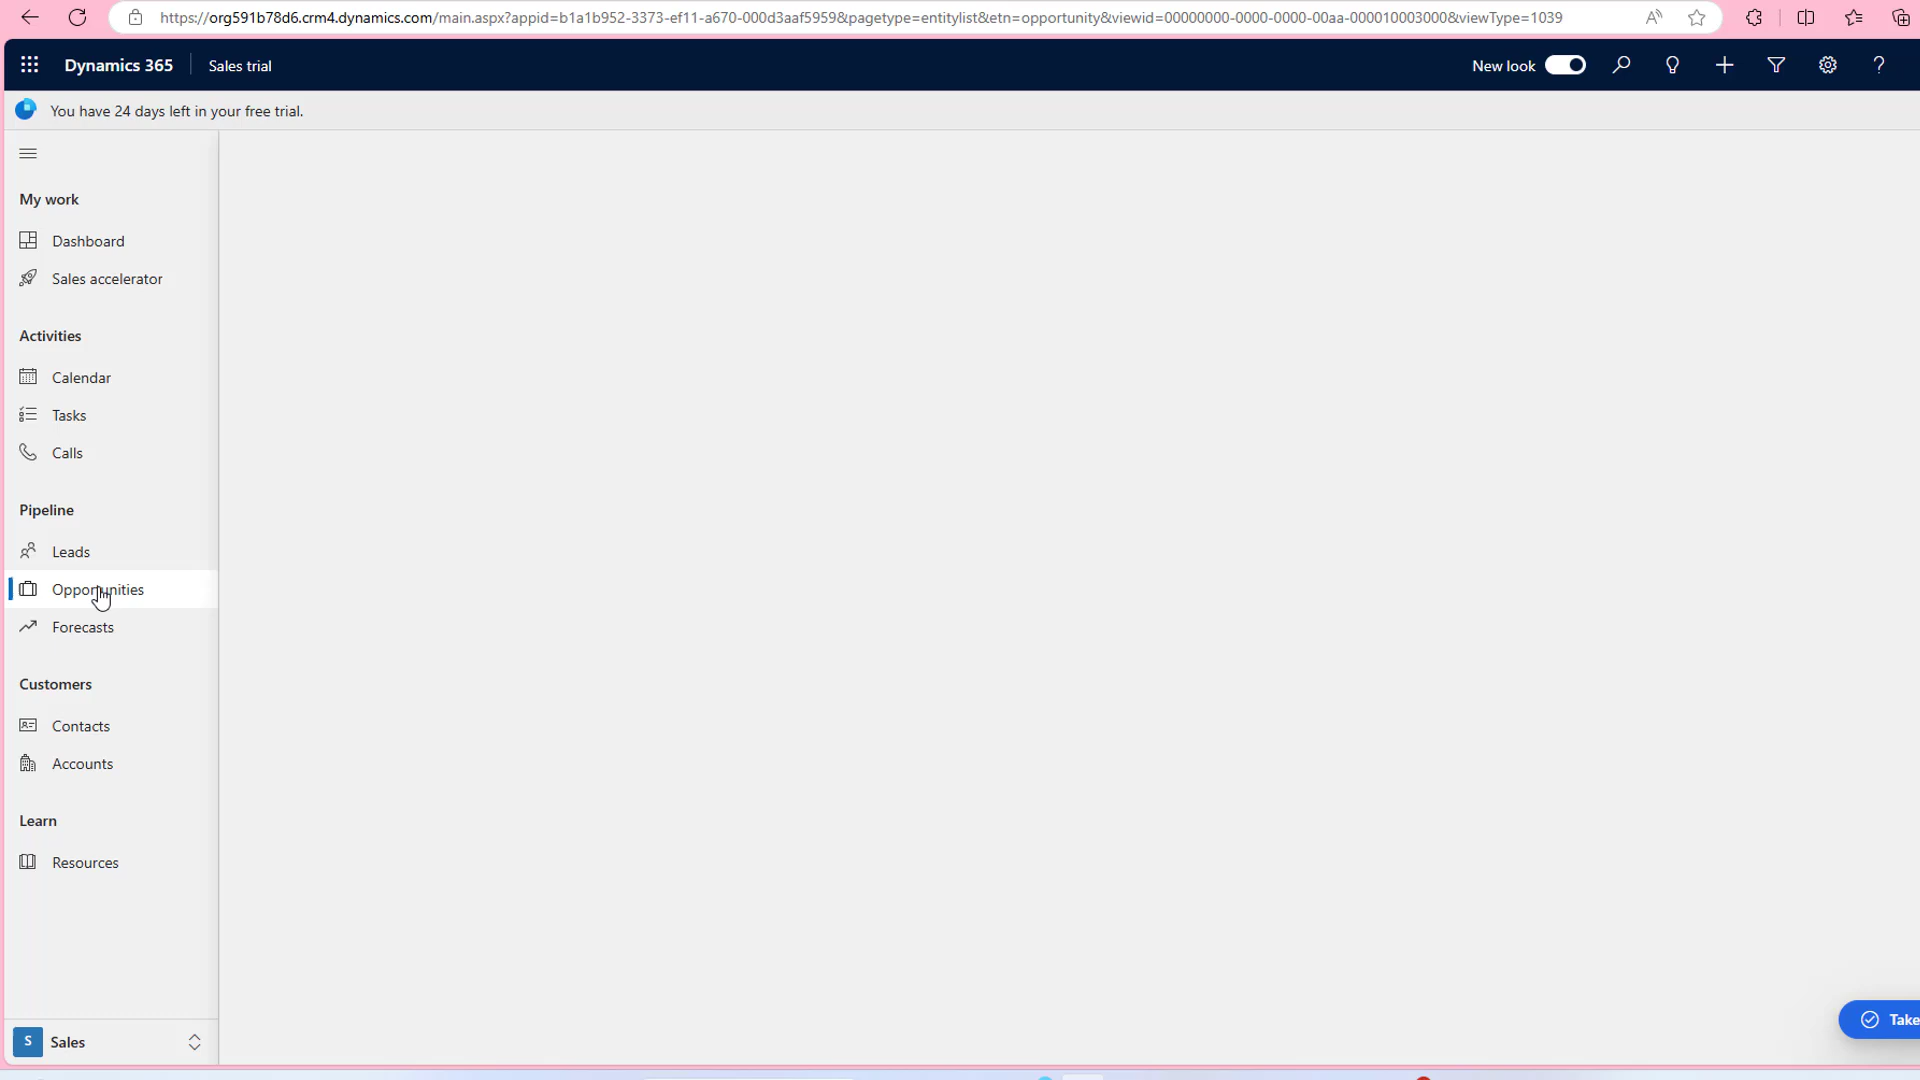 https://org591b78d6.crm4.dynamics.com/main.aspx?appid=b1a1b952-3373-ef11-a670-000d3aaf5959&pagetype=entitylist&etn=opportunity&viewid=00000000-0000-0000-00aa-000010003000&viewType=1039
Dynamics 365 Sales trial New look
You have 24 days left in your free trial.
My work
Dashboard
Sales accelerator
Activities
Calendar
Tasks
Calls
Pipeline
Leads
Opportunities
Forecasts
Customers
Contacts
Accounts
Learn
Resources
Take
S Sales